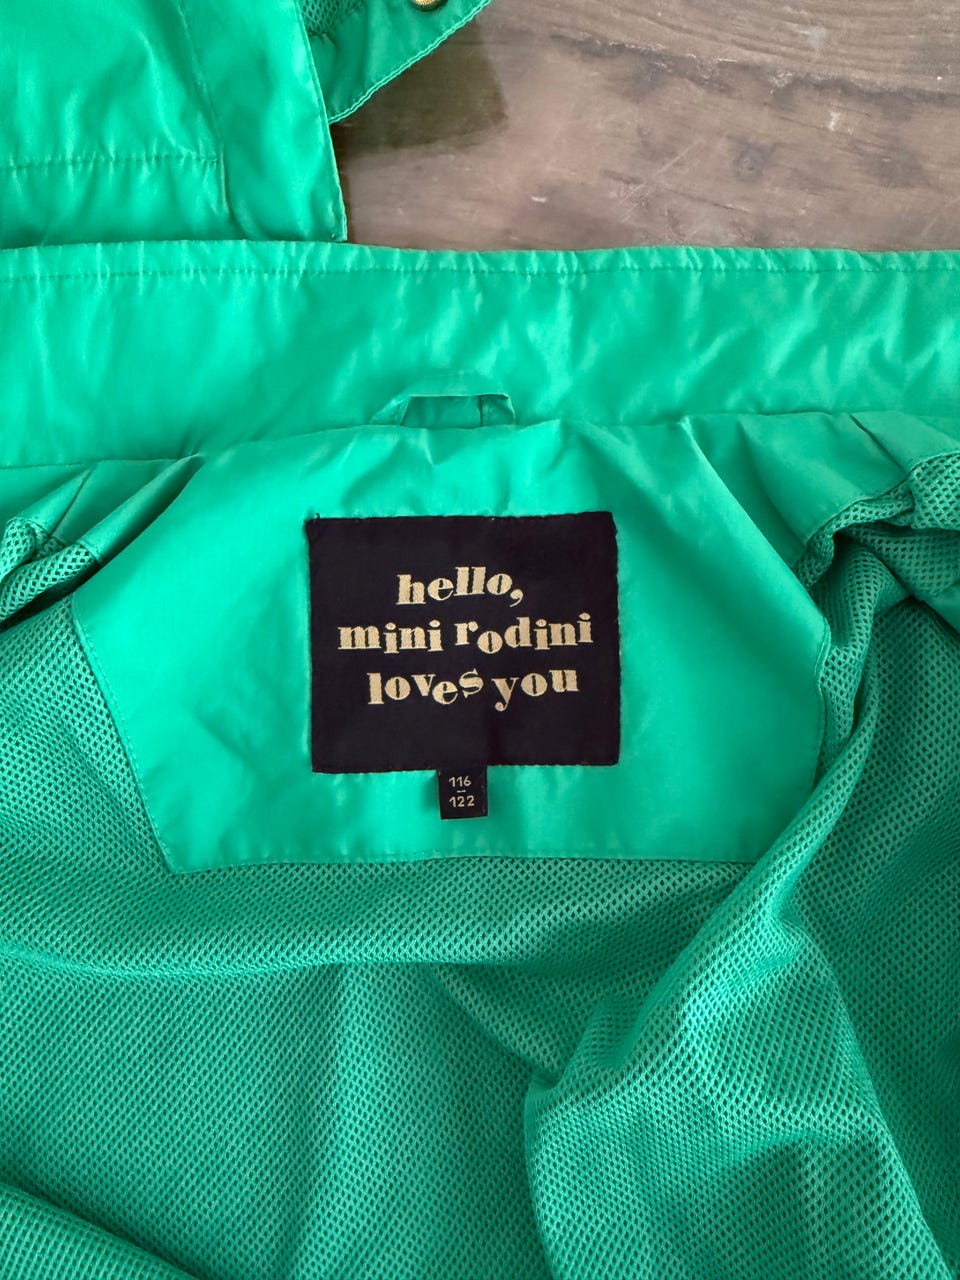 hello,
mini rodini
loves you
116
–
122